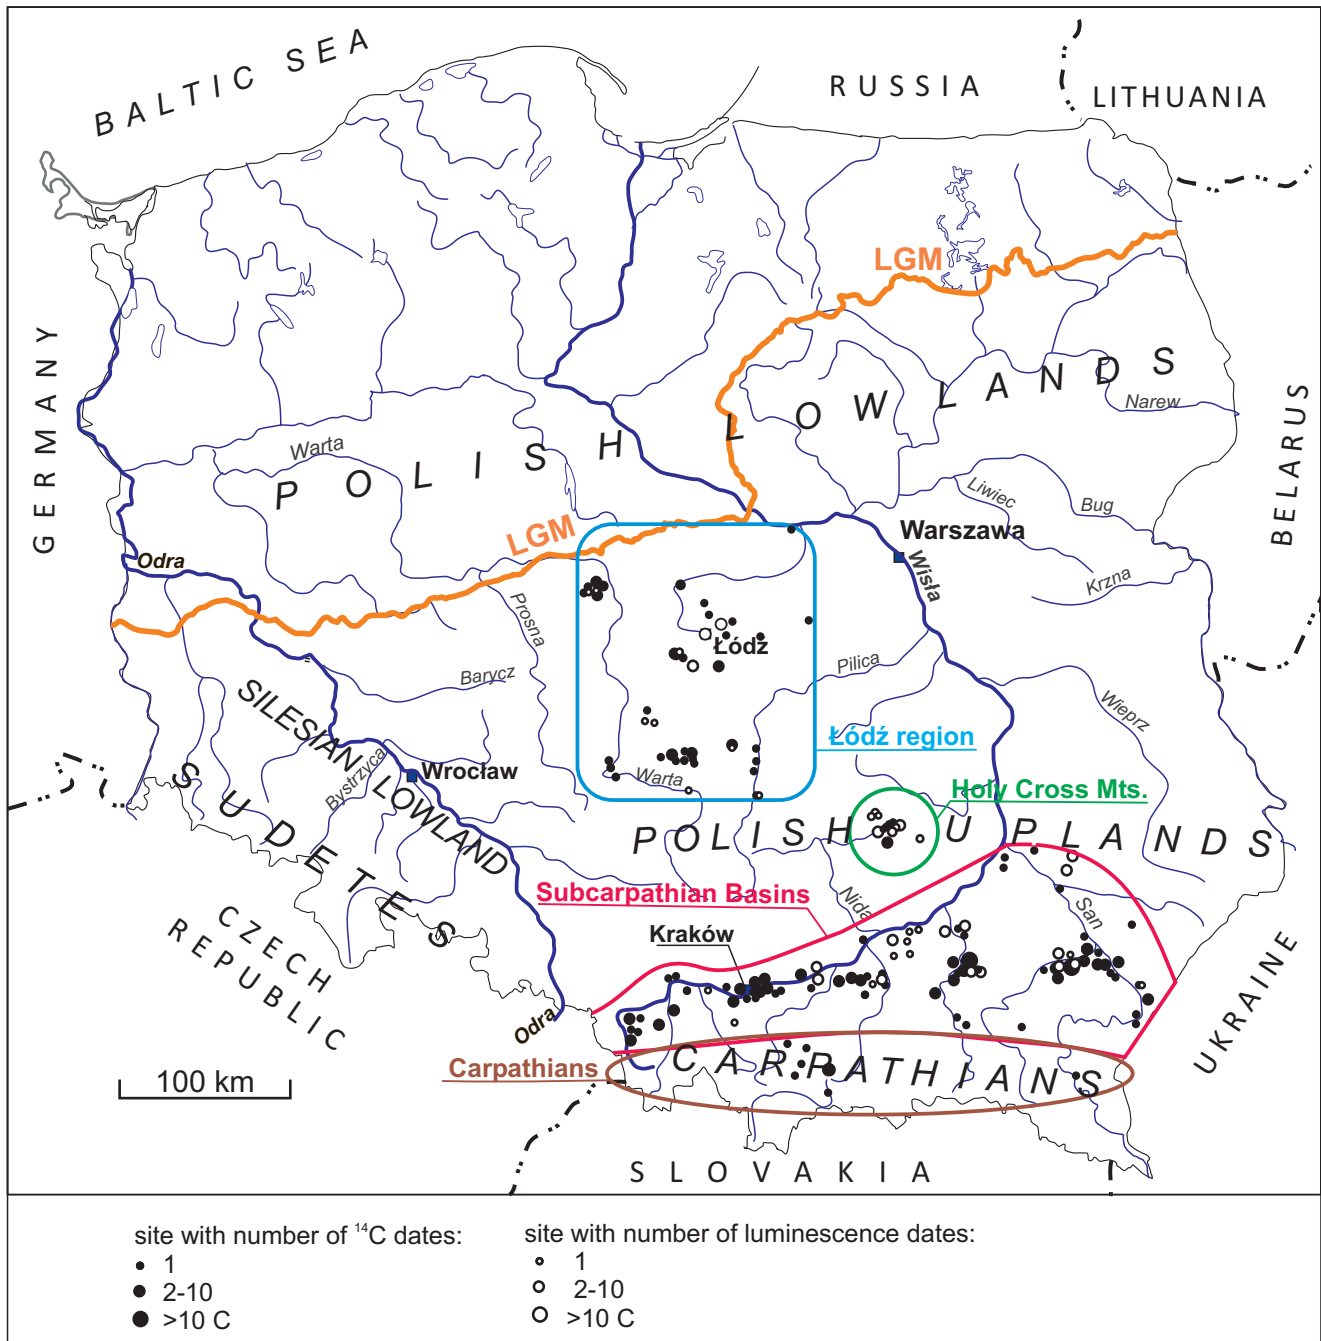 BALTIC SEA
RUSSIA
LITHUANIA
LGM
GERMANY
POLISH LOWLANDS
Narew
BELARUS
Warta
Liwiec
Bug
LGM
Warszawa
Wisła
Odra
Krzna
Prosna
Łódź
Pilica
Barycz
Wieprz
SILESIAN LOWLAND
Łódź region
Bystrzyca
Wrocław
Warta
Holy Cross Mts.
SUDETES
POLISH UPLANDS
Subcarpathian Basins
Nida
San
CZECH
REPUBLIC
Kraków
UKRAINE
Odra
Carpathians
CARPATHIANS
100 km
SLOVAKIA
site with number of ¹⁴C dates:
1
2-10
>10 C
site with number of luminescence dates:
1
2-10
>10 C